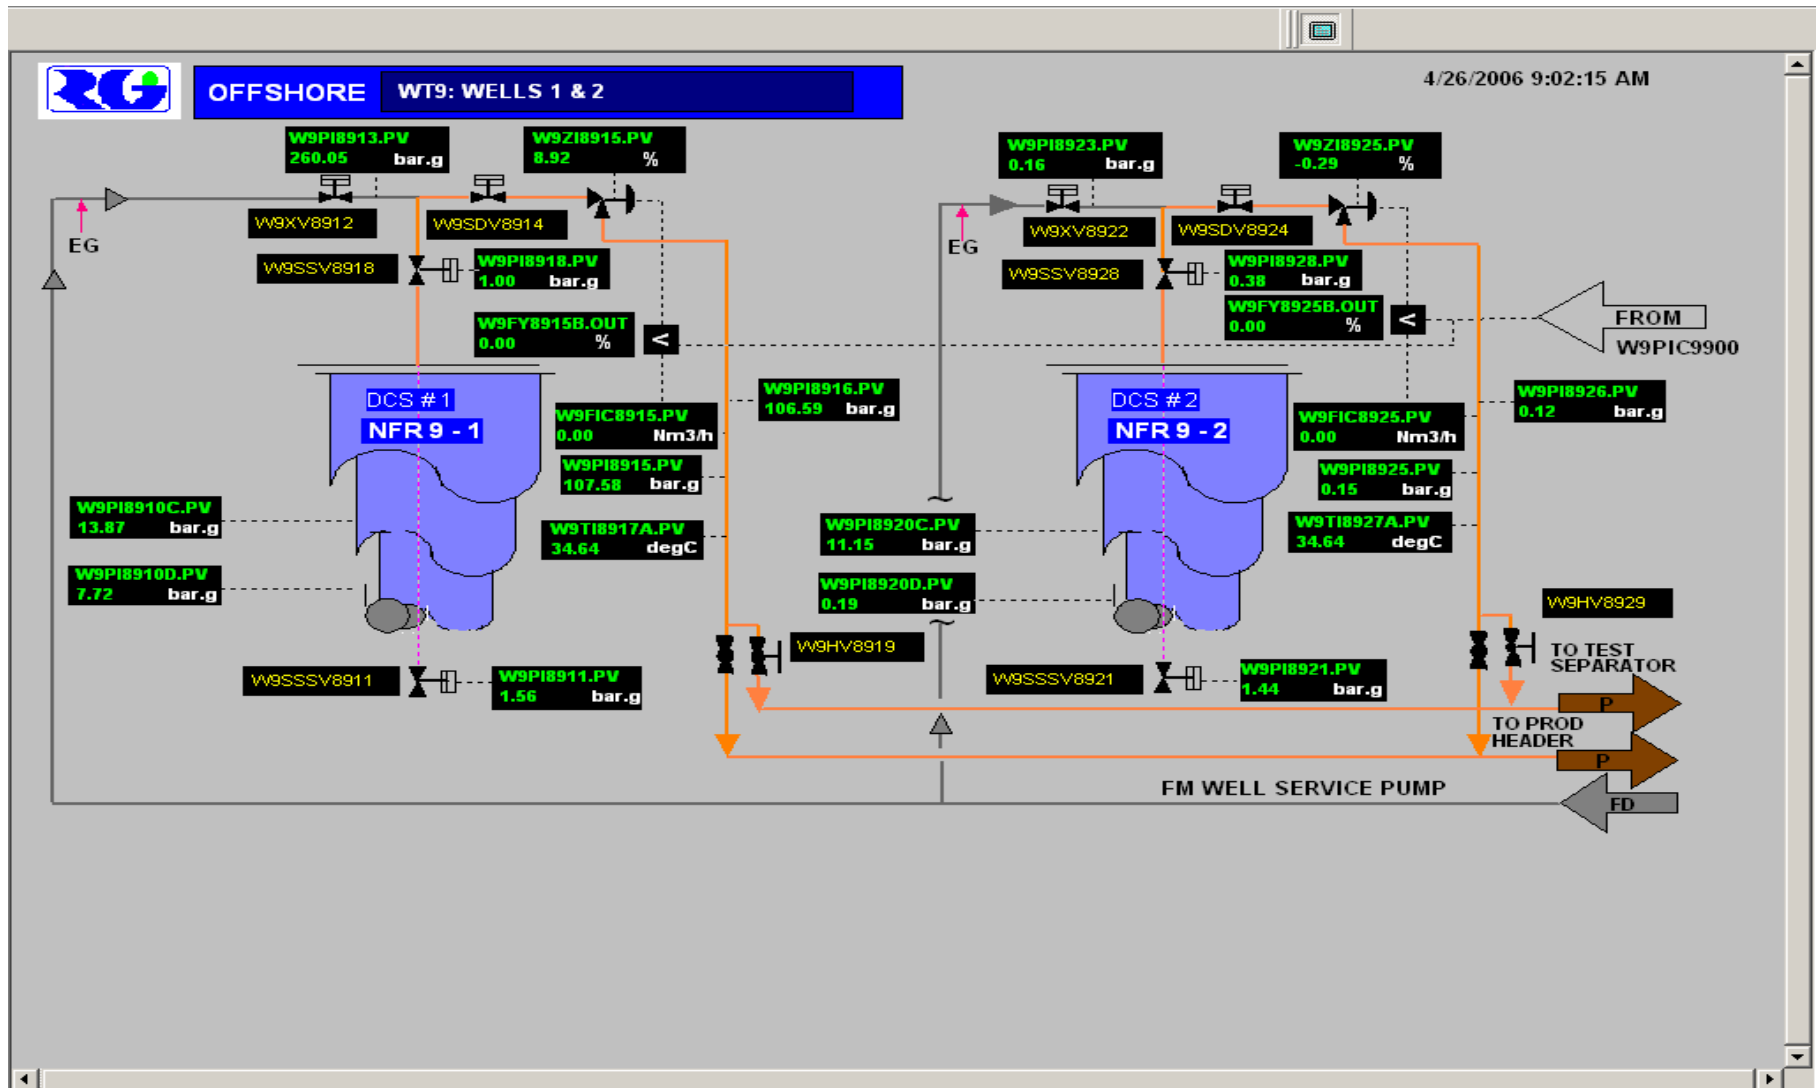 RGJ
OFFSHORE WT9: WELLS 1 & 2
4/26/2006 9:02:15 AM
W9PI8913.PV
260.05 bar.g
W9ZI8915.PV
8.92 %
W9XV8912
W9SDV8914
EG
W9SSV8918
W9PI8918.PV
1.00 bar.g
W9FY8915B.OUT
0.00 %
<
DCS #1
NFR 9 - 1
W9PI8916.PV
106.59 bar.g
W9FIC8915.PV
0.00 Nm3/h
W9PI8915.PV
107.58 bar.g
W9PI8910C.PV
13.87 bar.g
W9TI8917A.PV
34.64 degC
W9PI8910D.PV
7.72 bar.g
W9HV8919
W9SSSV8911
W9PI8911.PV
1.56 bar.g
W9PI8923.PV
0.16 bar.g
W9ZI8925.PV
-0.29 %
W9XV8922
W9SDV8924
EG
W9SSV8928
W9PI8928.PV
0.38 bar.g
W9FY8925B.OUT
0.00 %
<
FROM
W9PIC9900
DCS #2
NFR 9 - 2
W9PI8926.PV
0.12 bar.g
W9FIC8925.PV
0.00 Nm3/h
W9PI8925.PV
0.15 bar.g
W9PI8920C.PV
11.15 bar.g
W9TI8927A.PV
34.64 degC
W9PI8920D.PV
0.19 bar.g
W9HV8929
TO TEST
SEPARATOR
W9SSSV8921
W9PI8921.PV
1.44 bar.g
P
TO PROD
HEADER
P
FM WELL SERVICE PUMP
FD